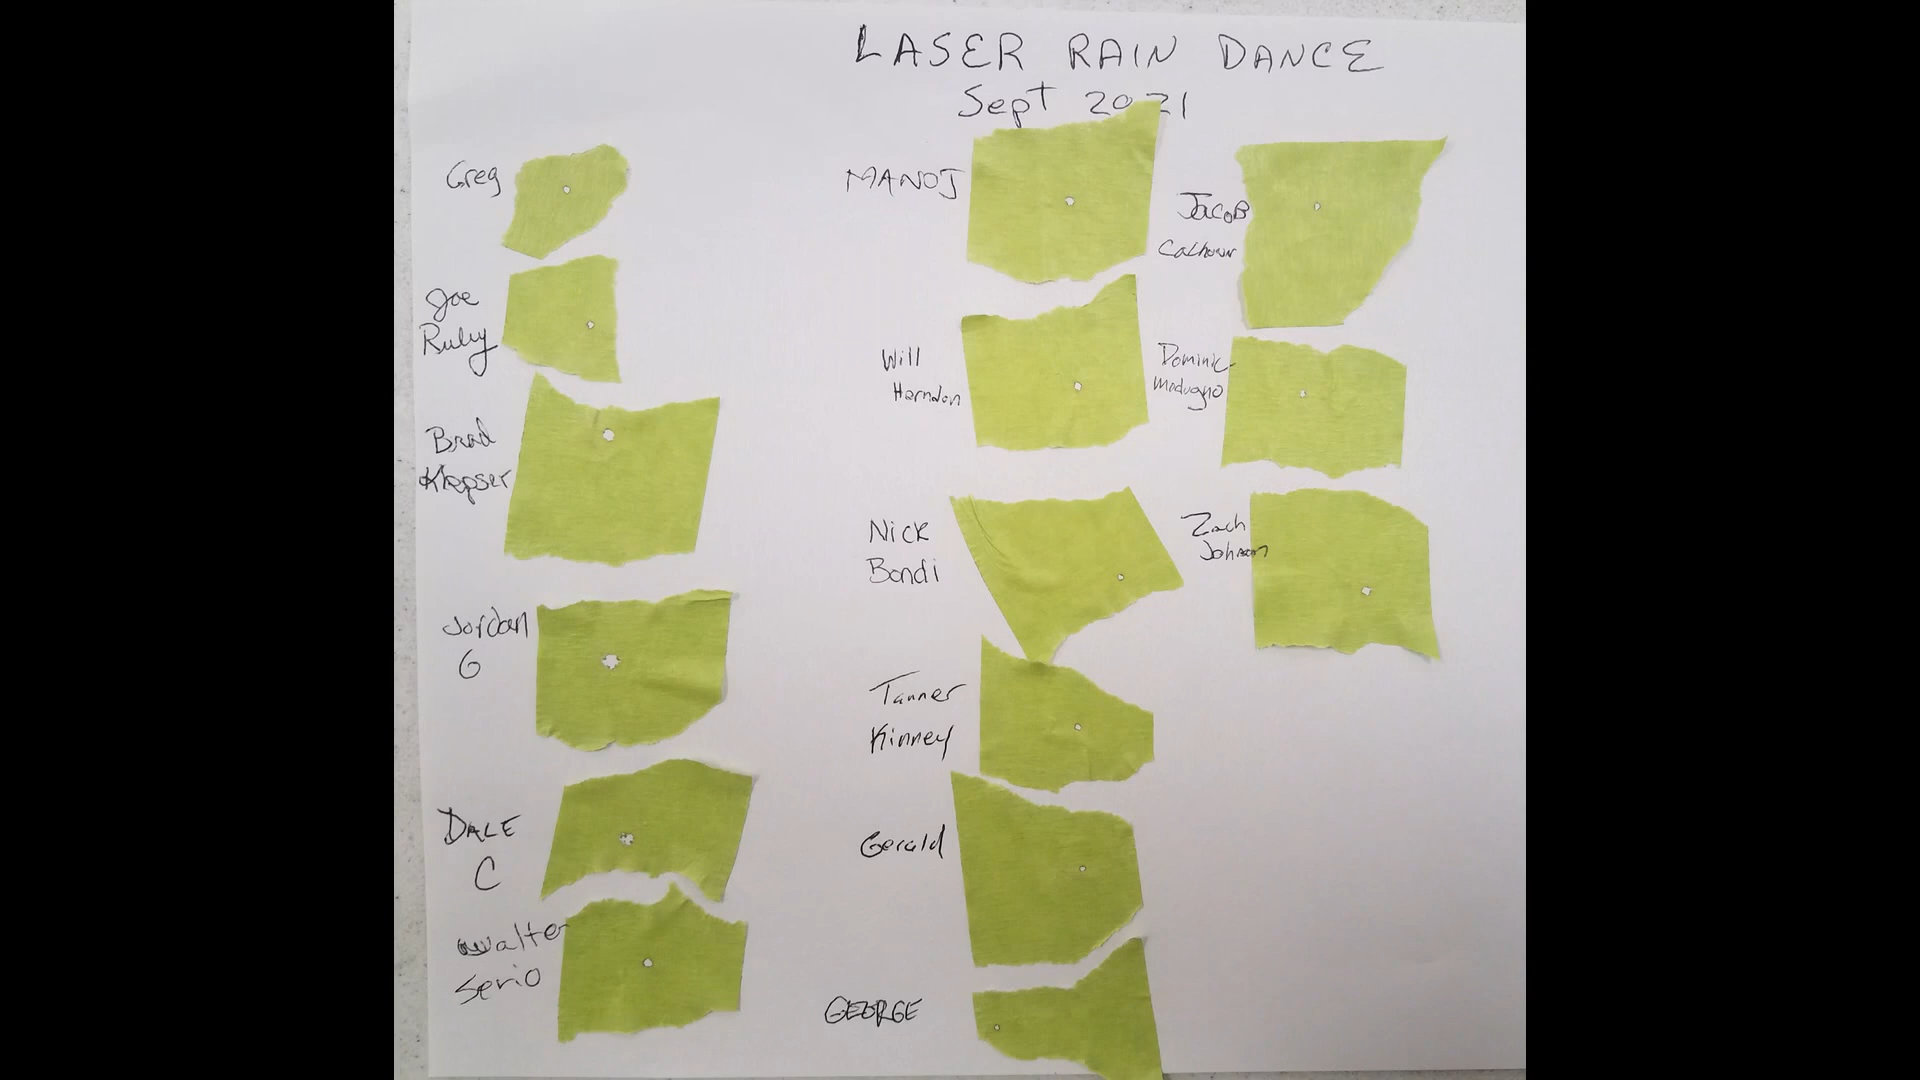 LASER RAIN DANCE
Sept 2021
Greg
Joe
Ruby
Brad
Klepser
Jordan
G
DALE
C
Walter
Serio
MANOJ
Will
Herndon
Nick
Bondi
Tanner
Kinney
Gerald
GEORGE
JACOB
Calhoun
Dominic
Modugno
Zach
Johnson